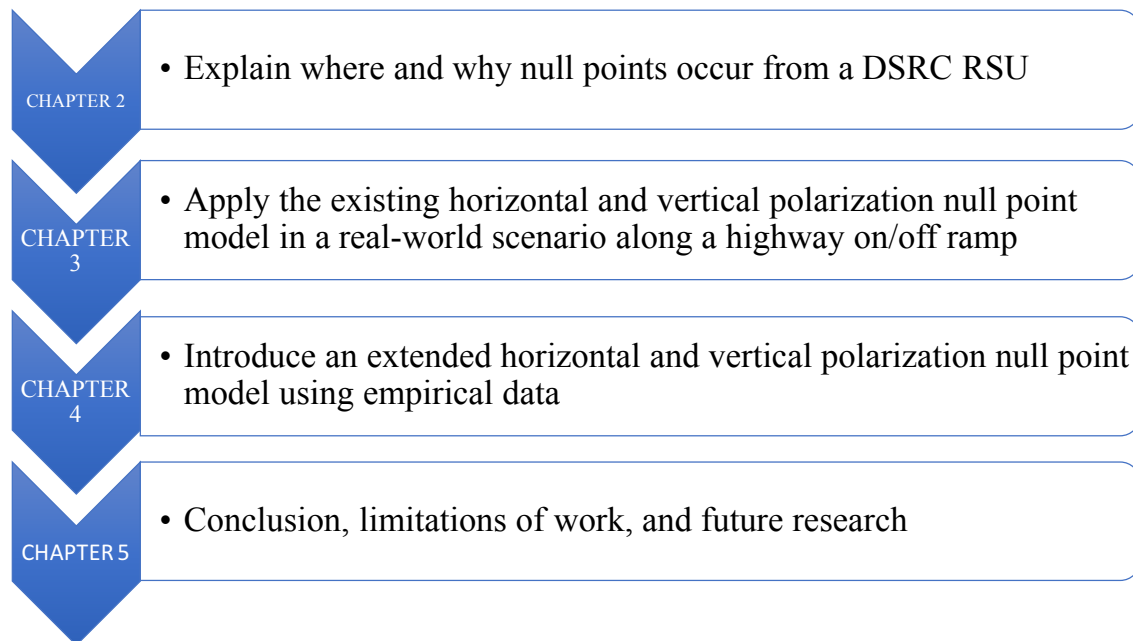 CHAPTER 2
• Explain where and why null points occur from a DSRC RSU
CHAPTER
3
• Apply the existing horizontal and vertical polarization null point
model in a real-world scenario along a highway on/off ramp
CHAPTER
4
• Introduce an extended horizontal and vertical polarization null point
model using empirical data
CHAPTER 5
• Conclusion, limitations of work, and future research